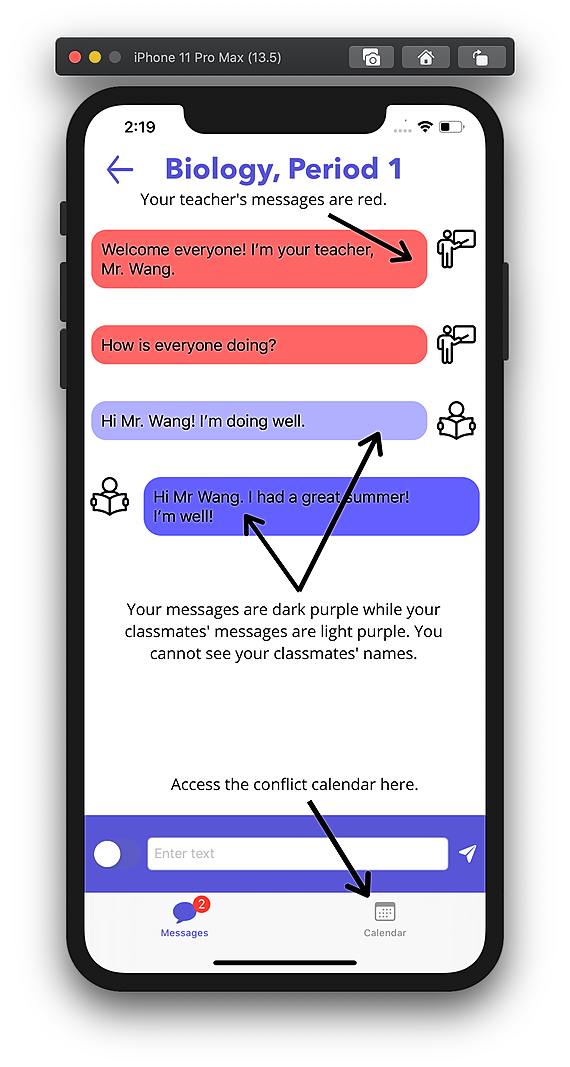 iPhone 11 Pro Max (13.5)
2:19
Biology, Period 1
Your teacher's messages are red.
Welcome everyone! I'm your teacher,
Mr. Wang.
How is everyone doing?
Hi Mr. Wang! I'm doing well.
Hi Mr Wang. I had a great summer!
I'm well!
Your messages are dark purple while your
classmates' messages are light purple. You
cannot see your classmates' names.
Access the conflict calendar here.
Enter text
2
Messages
Calendar